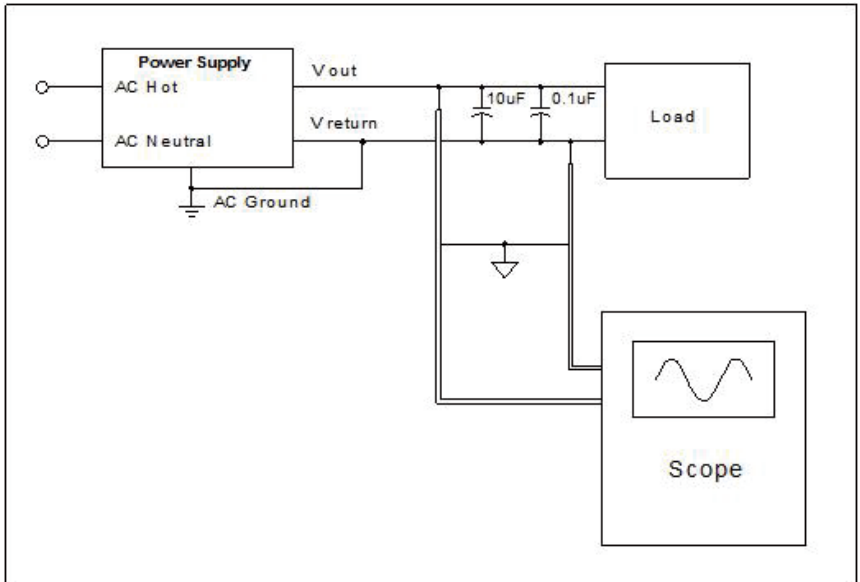 Power Supply
AC Hot
AC Neutral
Vout
Vreturn
10uF
0.1uF
Load
AC Ground
Scope